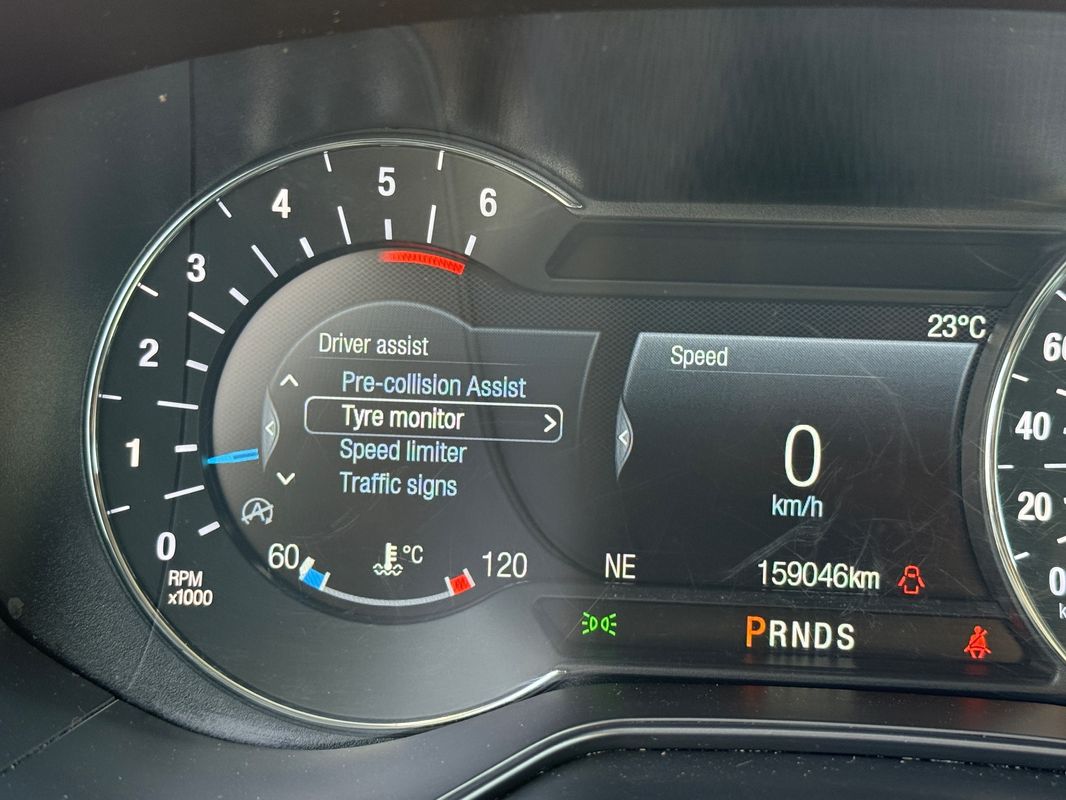 0
1
2
3
4
5
6
RPM
x1000
Driver assist
Pre-collision Assist
Tyre monitor
Speed limiter
Traffic signs
A
60
°C
120
23°C
Speed
0
km/h
NE
159046km
PRNDS
40
20
0